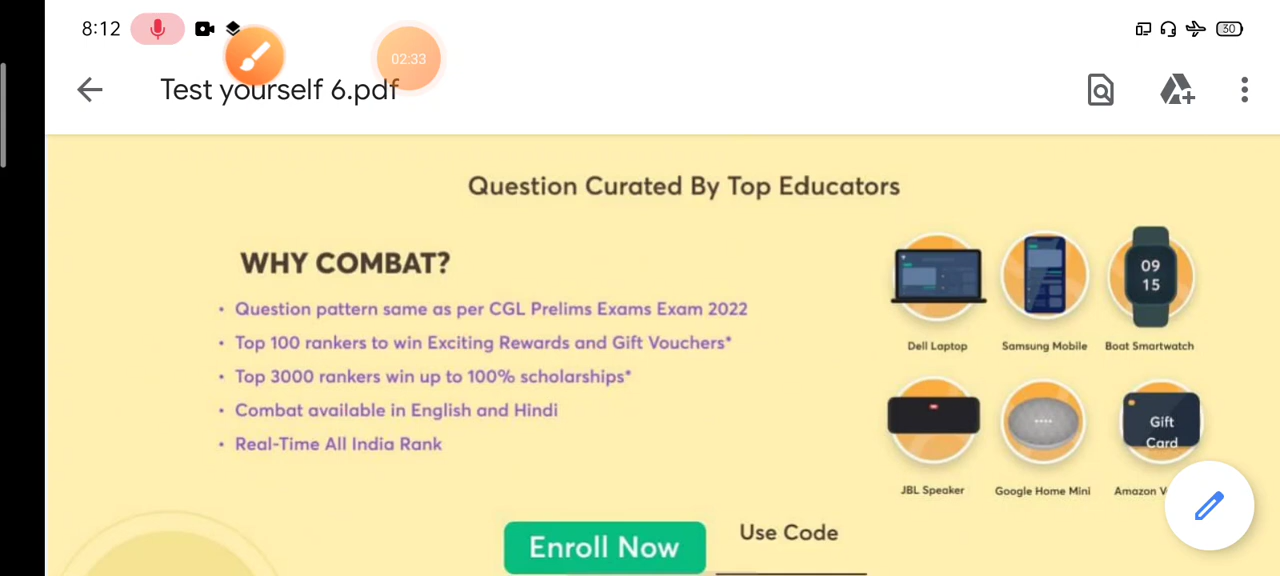 8:12
30
02:33
Test yourself 6.pdf
Question Curated By Top Educators
WHY COMBAT?
• Question pattern same as per CGL Prelims Exams Exam 2022
• Top 100 rankers to win Exciting Rewards and Gift Vouchers*
• Top 3000 rankers win up to 100% scholarships*
• Combat available in English and Hindi
• Real-Time All India Rank
09
15
Dell Laptop
Samsung Mobile
Boat Smartwatch
Gift
Card
JBL Speaker
Google Home Mini
Amazon
Enroll Now
Use Code